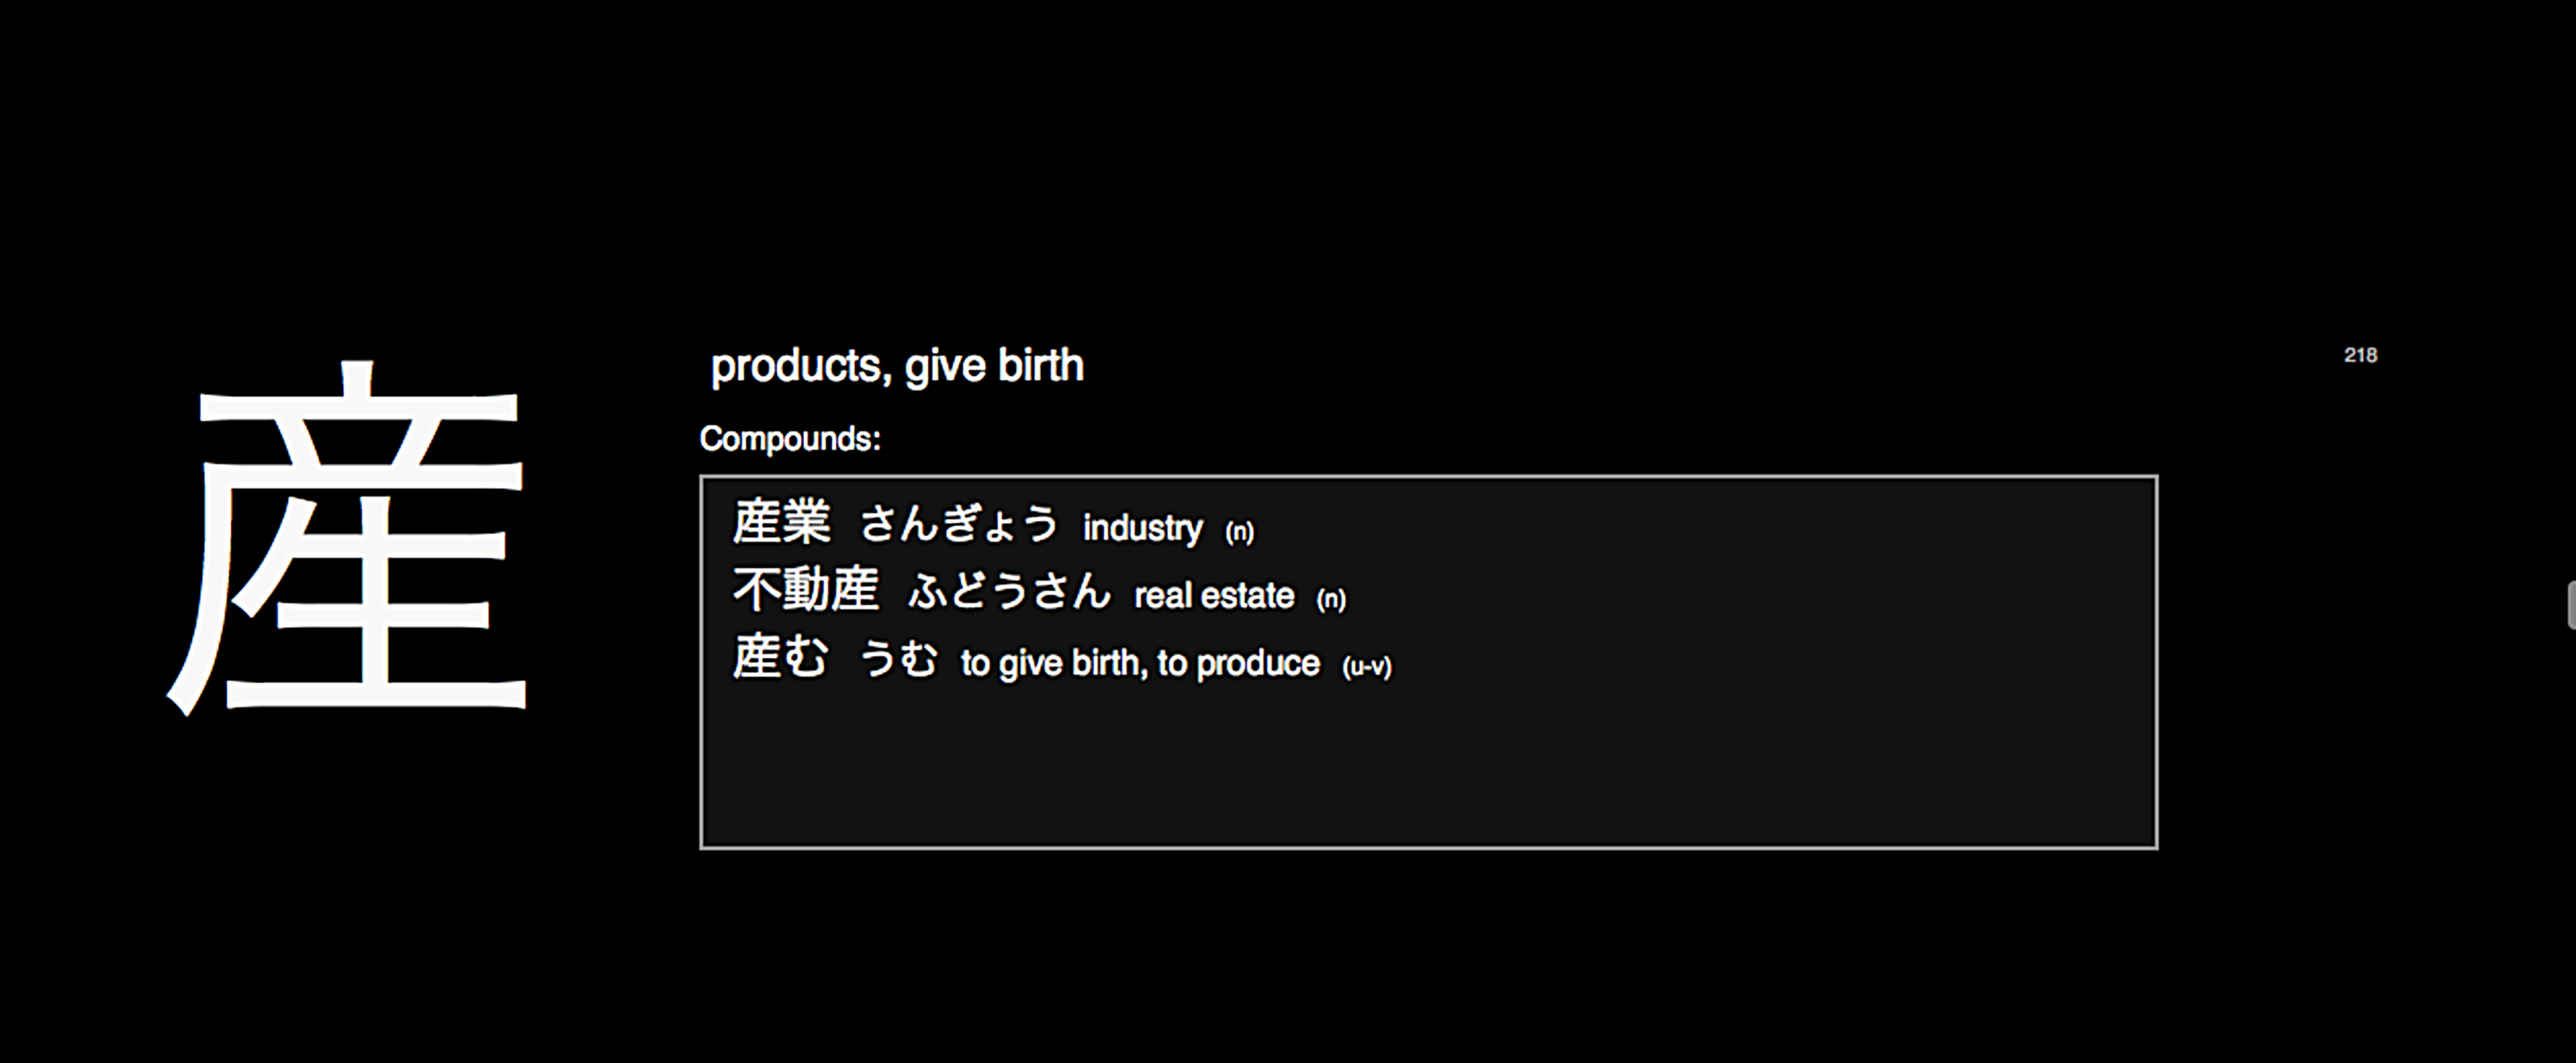 産
products, give birth
218
Compounds:
産業 さんぎょう industry (n)
不動産 ふどうさん real estate (n)
産む うむ to give birth, to produce (u-v)